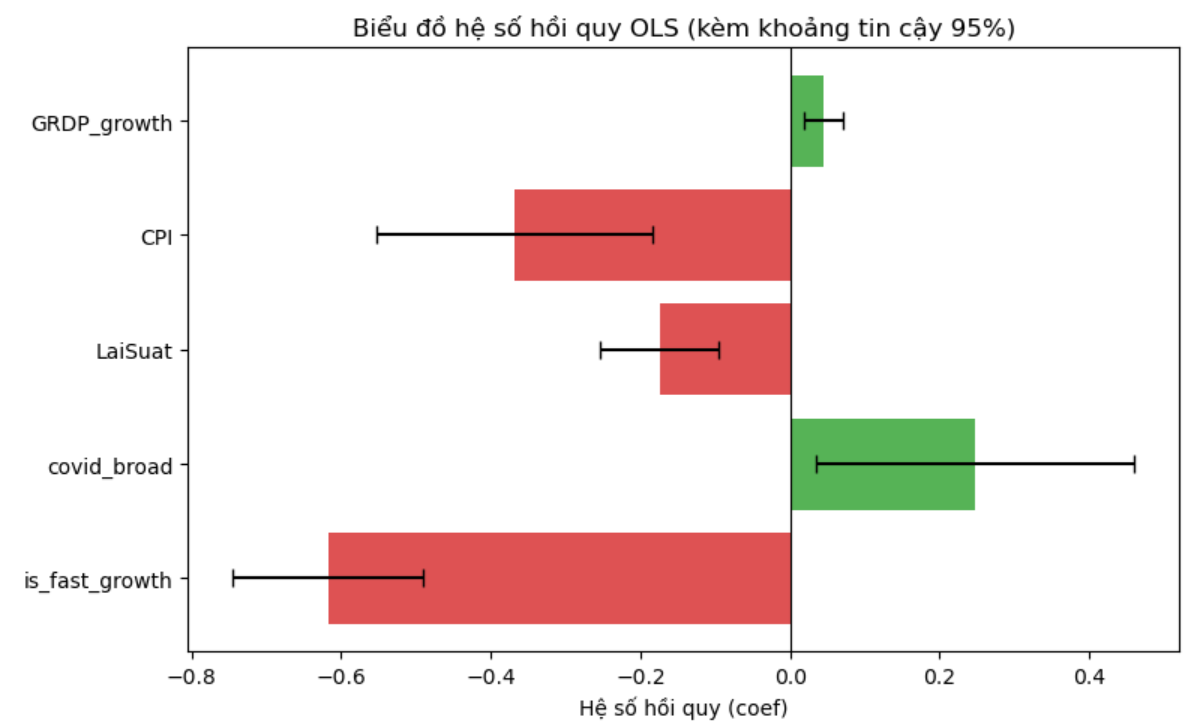 Biểu đồ hệ số hồi quy OLS (kèm khoảng tin cậy 95%)
GRDP_growth
CPI
LaiSuat
covid_broad
is_fast_growth
−0.8 −0.6 −0.4 −0.2 0.0 0.2 0.4
Hệ số hồi quy (coef)